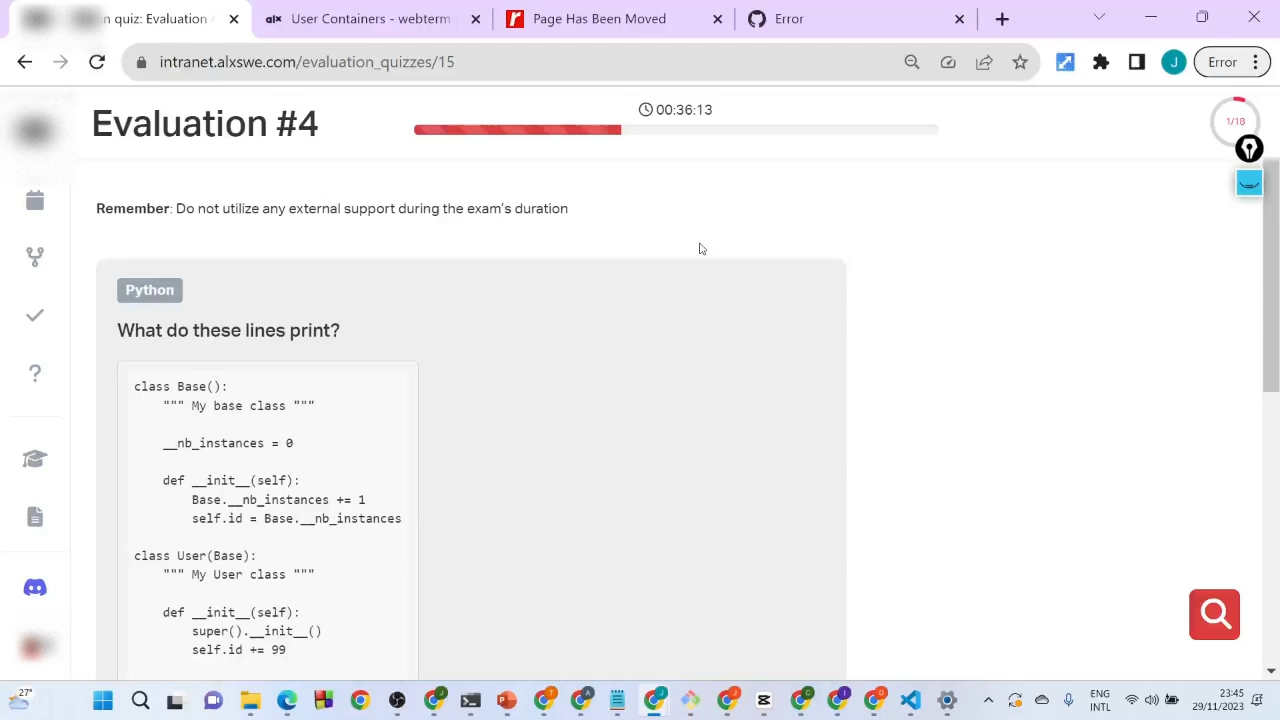 n quiz: Evaluation
User Containers - webterm
Page Has Been Moved
Error
intranet.alxswe.com/evaluation_quizzes/15
J
Error
Evaluation #4
00:36:13
1/18
Remember: Do not utilize any external support during the exam's duration
Python
What do these lines print?
class Base():
    """ My base class """
    __nb_instances = 0
    def __init__(self):
        Base.__nb_instances += 1
        self.id = Base.__nb_instances
class User(Base):
    """ My User class """
    def __init__(self):
        super().__init__()
        self.id += 99
27°
ENG
INTL
23:45
29/11/2023